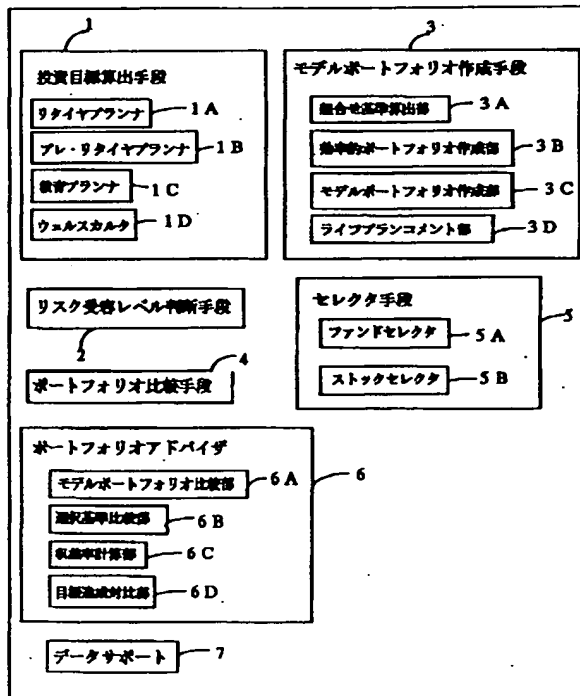 1
投資目標算出手段
リタイヤプランナ 1A
プレ・リタイヤプランナ 1B
教育プランナ 1C
ウェルスカルタ 1D
3
モデルポートフォリオ作成手段
組合せ基準算出部 3A
効率的ポートフォリオ作成部 3B
モデルポートフォリオ作成部 3C
ライフプランコメント部 3D
リスク受容レベル判断手段
2
ポートフォリオ比較手段 4
セレクタ手段 5
ファンドセレクタ 5A
ストックセレクタ 5B
ポートフォリオアドバイザ 6
モデルポートフォリオ比較部 6A
選択基準比較部 6B
収益率計算部 6C
目標達成対比部 6D
データサポート 7